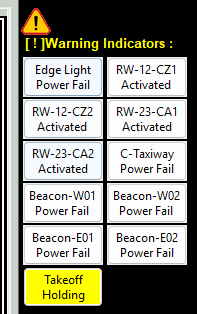 [ ! ]Warning Indicators :
Edge Light
Power Fail
RW-12-CZ1
Activated
RW-12-CZ2
Activated
RW-23-CA1
Activated
RW-23-CA2
Activated
C-Taxiway
Power Fail
Beacon-W01
Power Fail
Beacon-W02
Power Fail
Beacon-E01
Power Fail
Beacon-E02
Power Fail
Takeoff
Holding